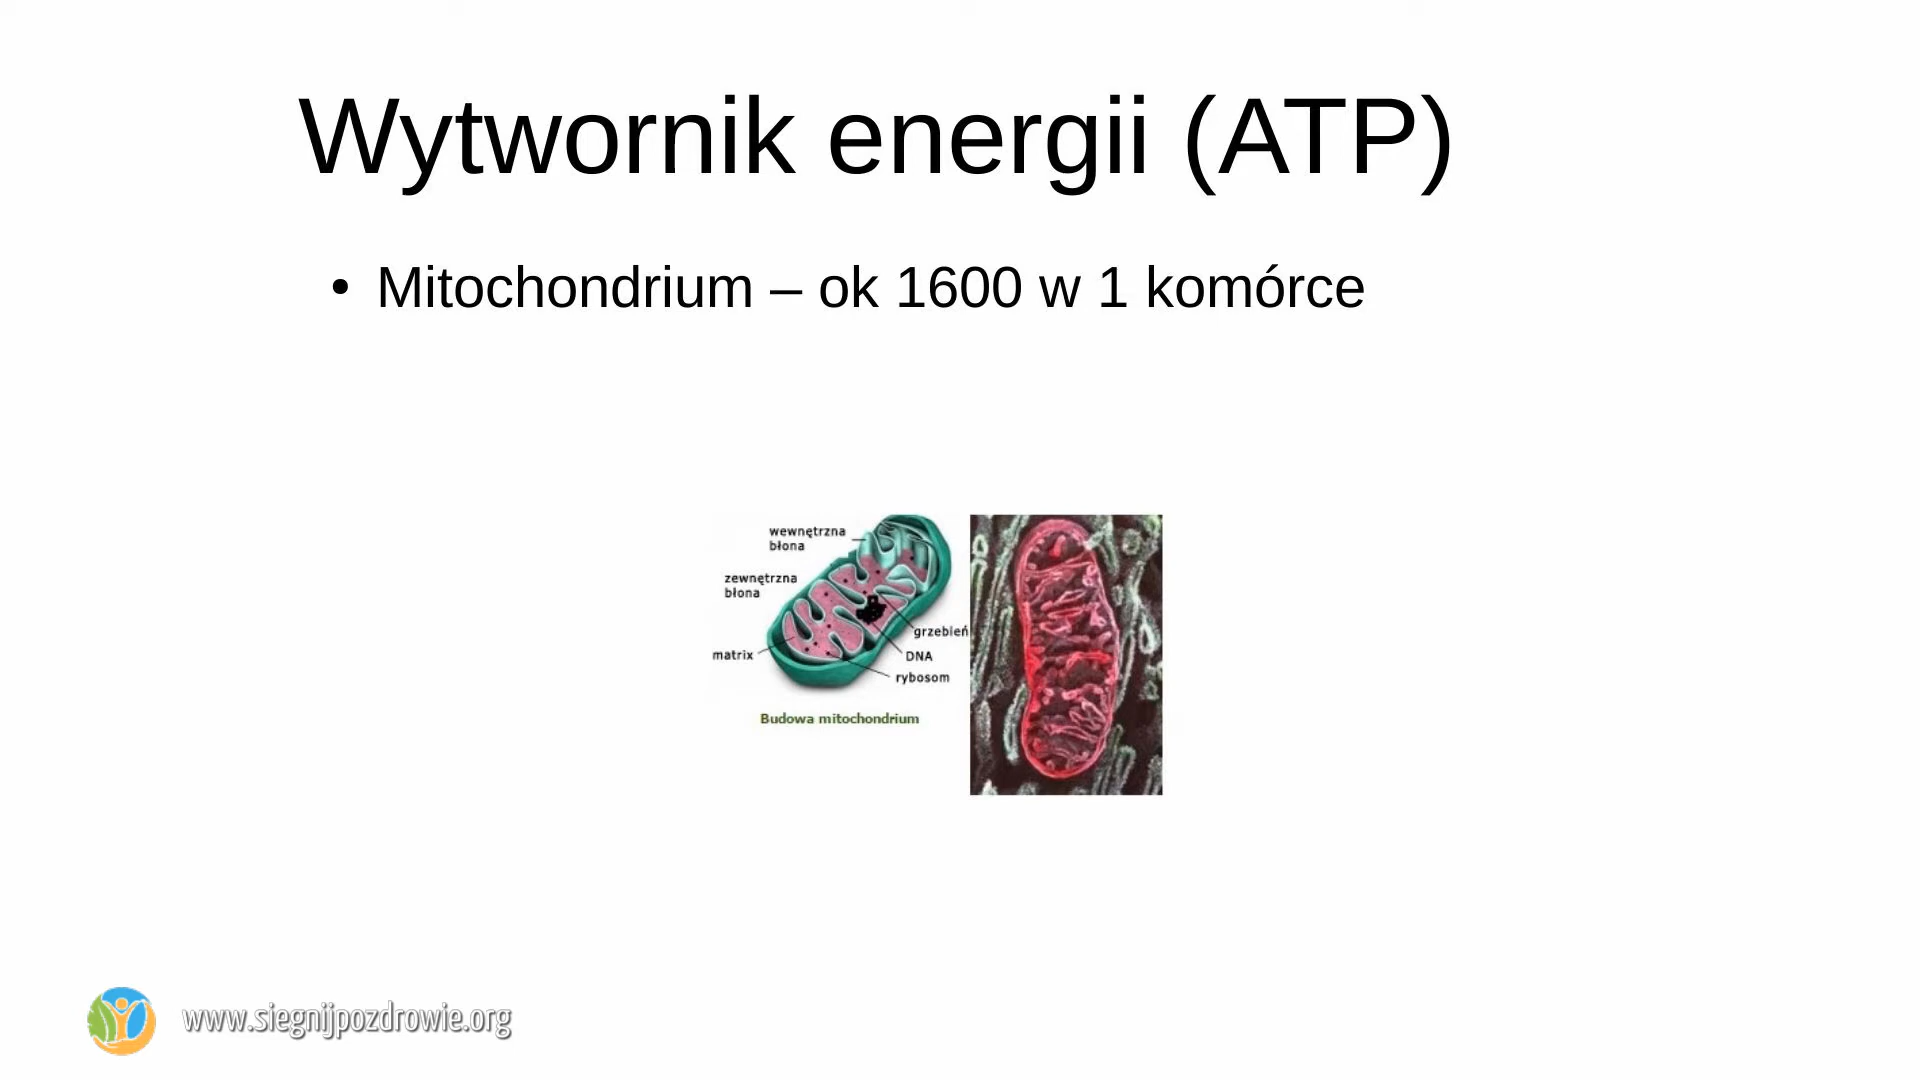 Wytwornik energii (ATP)
• Mitochondrium – ok 1600 w 1 komórce
wewnętrzna
błona
zewnętrzna
błona
grzebień
matrix
DNA
rybosom
Budowa mitochondrium
www.siegnijpozdrowie.org